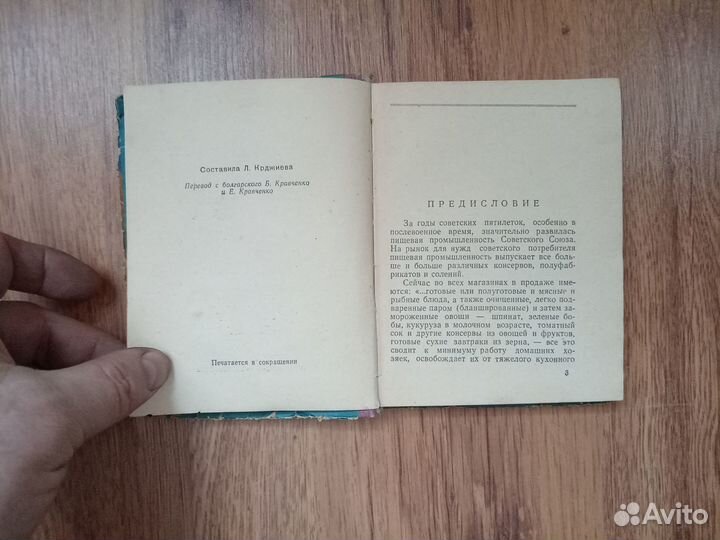 Составила Л. Коджиева
Перевод с болгарского Б. Кравченко
и Е. Кравченко
Печатается в сокращении
ПРЕДИСЛОВИЕ
За годы советских пятилеток, особенно в
послевоенное время, значительно развилась
пищевая промышленность Советского Союза.
На рынок для нужд советского потребителя
пищевая промышленность выпускает все боль-
ше и больше различных консервов, полуфаб-
рикатов и солений.
Сейчас во всех магазинах в продаже име-
ются: «...готовые или полуготовые и мясные и
рыбные блюда, а также очищенные, легко под-
варенные паром (бланшированные) и затем за-
мороженные овощи — шпинат, зеленые бо-
бы, кукуруза в молочном возрасте, томатный
сок и другие консервы из овощей и фруктов,
готовые сухие завтраки из зерна, — все это
сводит к минимуму работу домашних хо-
зяек, освобождает их от тяжелого кухонного
3
Avito